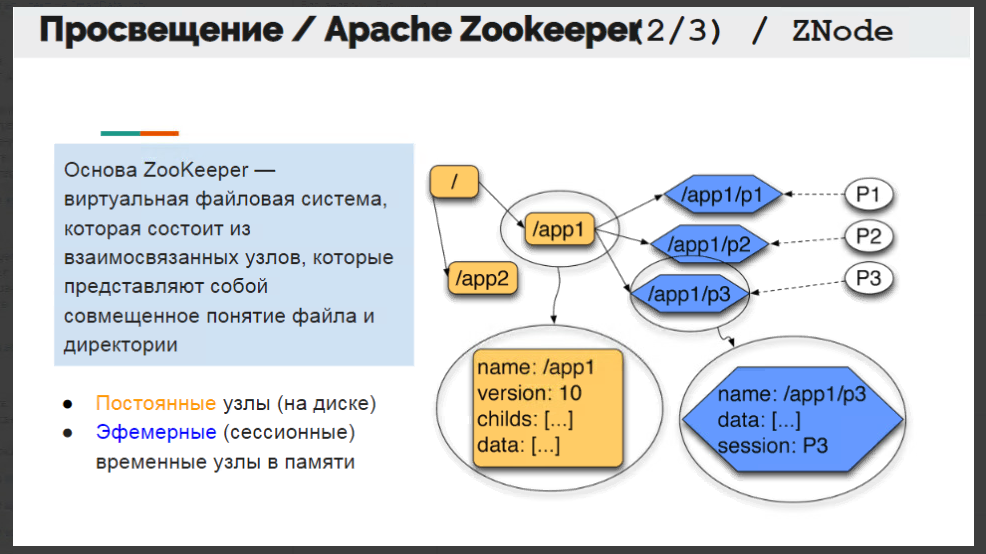 Просвещение / Apache Zookeeper(2/3) / ZNode
Основа ZooKeeper —
виртуальная файловая система,
которая состоит из
взаимосвязанных узлов, которые
представляют собой
совмещенное понятие файла и
директории
● Постоянные узлы (на диске)
● Эфемерные (сессионные)
временные узлы в памяти
/
/app1
/app2
/app1/p1
/app1/p2
/app1/p3
P1
P2
P3
name: /app1
version: 10
childs: [...]
data: [...]
name: /app1/p3
data: [...]
session: P3